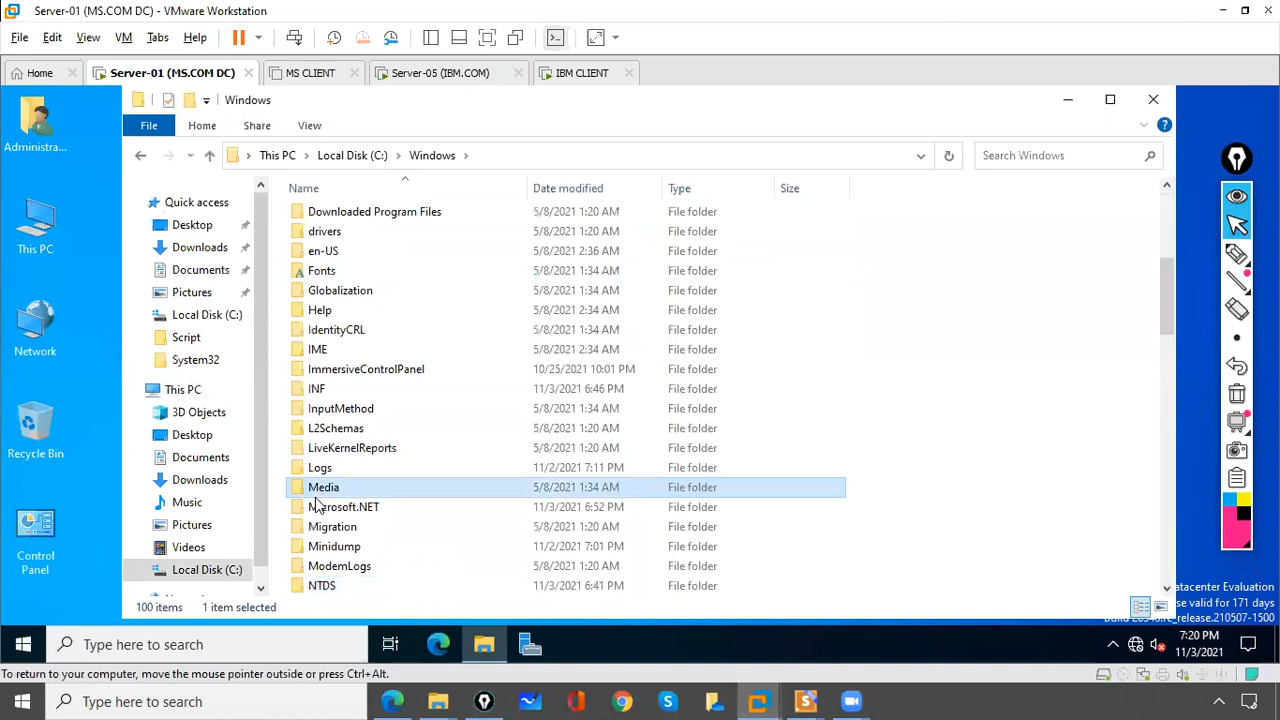 Server-01 (MS.COM DC) - VMware Workstation
File Edit View VM Tabs Help
Home Server-01 (MS.COM DC) MS CLIENT Server-05 (IBM.COM) IBM CLIENT
Windows
File Home Share View
This PC Local Disk (C:) Windows Search Windows
Name Date modified Type Size
Administra...
This PC
Network
Recycle Bin
Control
Panel
Quick access
Desktop
Downloads
Documents
Pictures
Local Disk (C:)
Script
System32
This PC
3D Objects
Desktop
Documents
Downloads
Music
Pictures
Videos
Local Disk (C:)
Downloaded Program Files 5/8/2021 1:20 AM File folder
drivers 5/8/2021 1:20 AM File folder
en-US 5/8/2021 2:36 AM File folder
Fonts 5/8/2021 1:34 AM File folder
Globalization 5/8/2021 1:34 AM File folder
Help 5/8/2021 2:34 AM File folder
IdentityCRL 5/8/2021 1:34 AM File folder
IME 5/8/2021 2:34 AM File folder
ImmersiveControlPanel 10/25/2021 10:01 PM File folder
INF 11/3/2021 6:46 PM File folder
InputMethod 5/8/2021 1:34 AM File folder
L2Schemas 5/8/2021 1:34 AM File folder
LiveKernelReports 5/8/2021 1:20 AM File folder
Logs 11/2/2021 7:11 PM File folder
Media 5/8/2021 1:34 AM File folder
Microsoft.NET 11/3/2021 6:52 PM File folder
Migration 5/8/2021 1:20 AM File folder
Minidump 11/2/2021 7:01 PM File folder
ModemLogs 5/8/2021 1:20 AM File folder
NTDS 11/3/2021 6:41 PM File folder
100 items 1 item selected
atacenter Evaluation
se valid for 171 days
release.210507-1500
Type here to search
7:20 PM
11/3/2021
To return to your computer, move the mouse pointer outside or press Ctrl+Alt.
Type here to search